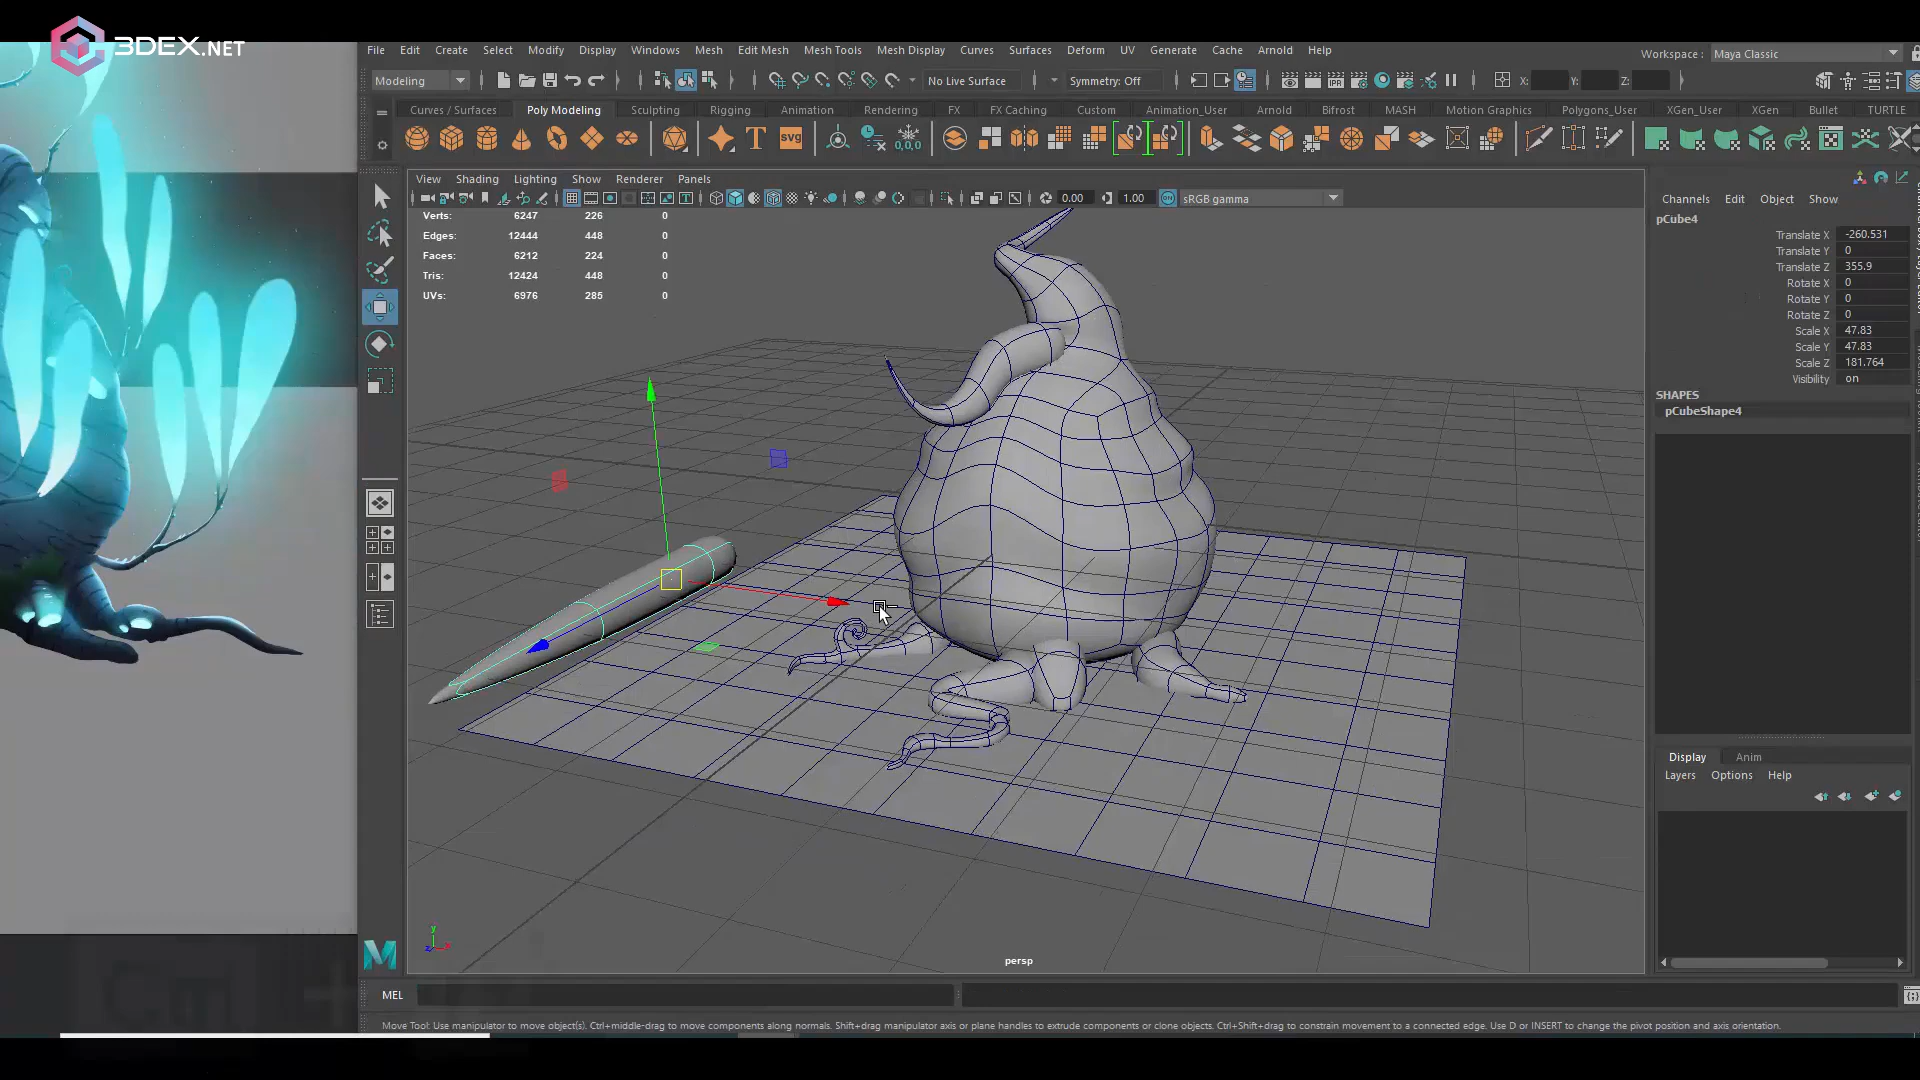 3DEX.NET
File Edit Create Select Modify Display Windows Mesh Edit Mesh Mesh Tools Mesh Display Curves Surfaces Deform UV Generate Cache Arnold Help
Workspace : Maya Classic
Modeling No Live Surface Symmetry: Off X: Y: Z:
Curves / Surfaces Poly Modeling Sculpting Rigging Animation Rendering FX FX Caching Custom Animation_User Arnold Bifrost MASH Motion Graphics Polygons_User XGen_User XGen Bullet TURTLE
T svg 0,0,0
View Shading Lighting Show Renderer Panels
IPR 0.00 1.00 ON sRGB gamma
Verts: 6247 226 0
Edges: 12444 448 0
Faces: 6212 224 0
Tris: 12424 448 0
UVs: 6976 285 0
Channels Edit Object Show
pCube4
Translate X -260.531
Translate Y 0
Translate Z 355.9
Rotate X 0
Rotate Y 0
Rotate Z 0
Scale X 47.83
Scale Y 47.83
Scale Z 181.764
Visibility on
SHAPES
pCubeShape4
Display Anim
Layers Options Help
y
z x
persp
M
MEL
Move Tool: Use manipulator to move object(s). Ctrl+middle-drag to move components along normals. Shift+drag manipulator axis or plane handles to extrude components or clone objects. Ctrl+Shift+drag to constrain movement to a connected edge. Use D or INSERT to change the pivot position and axis orientation.